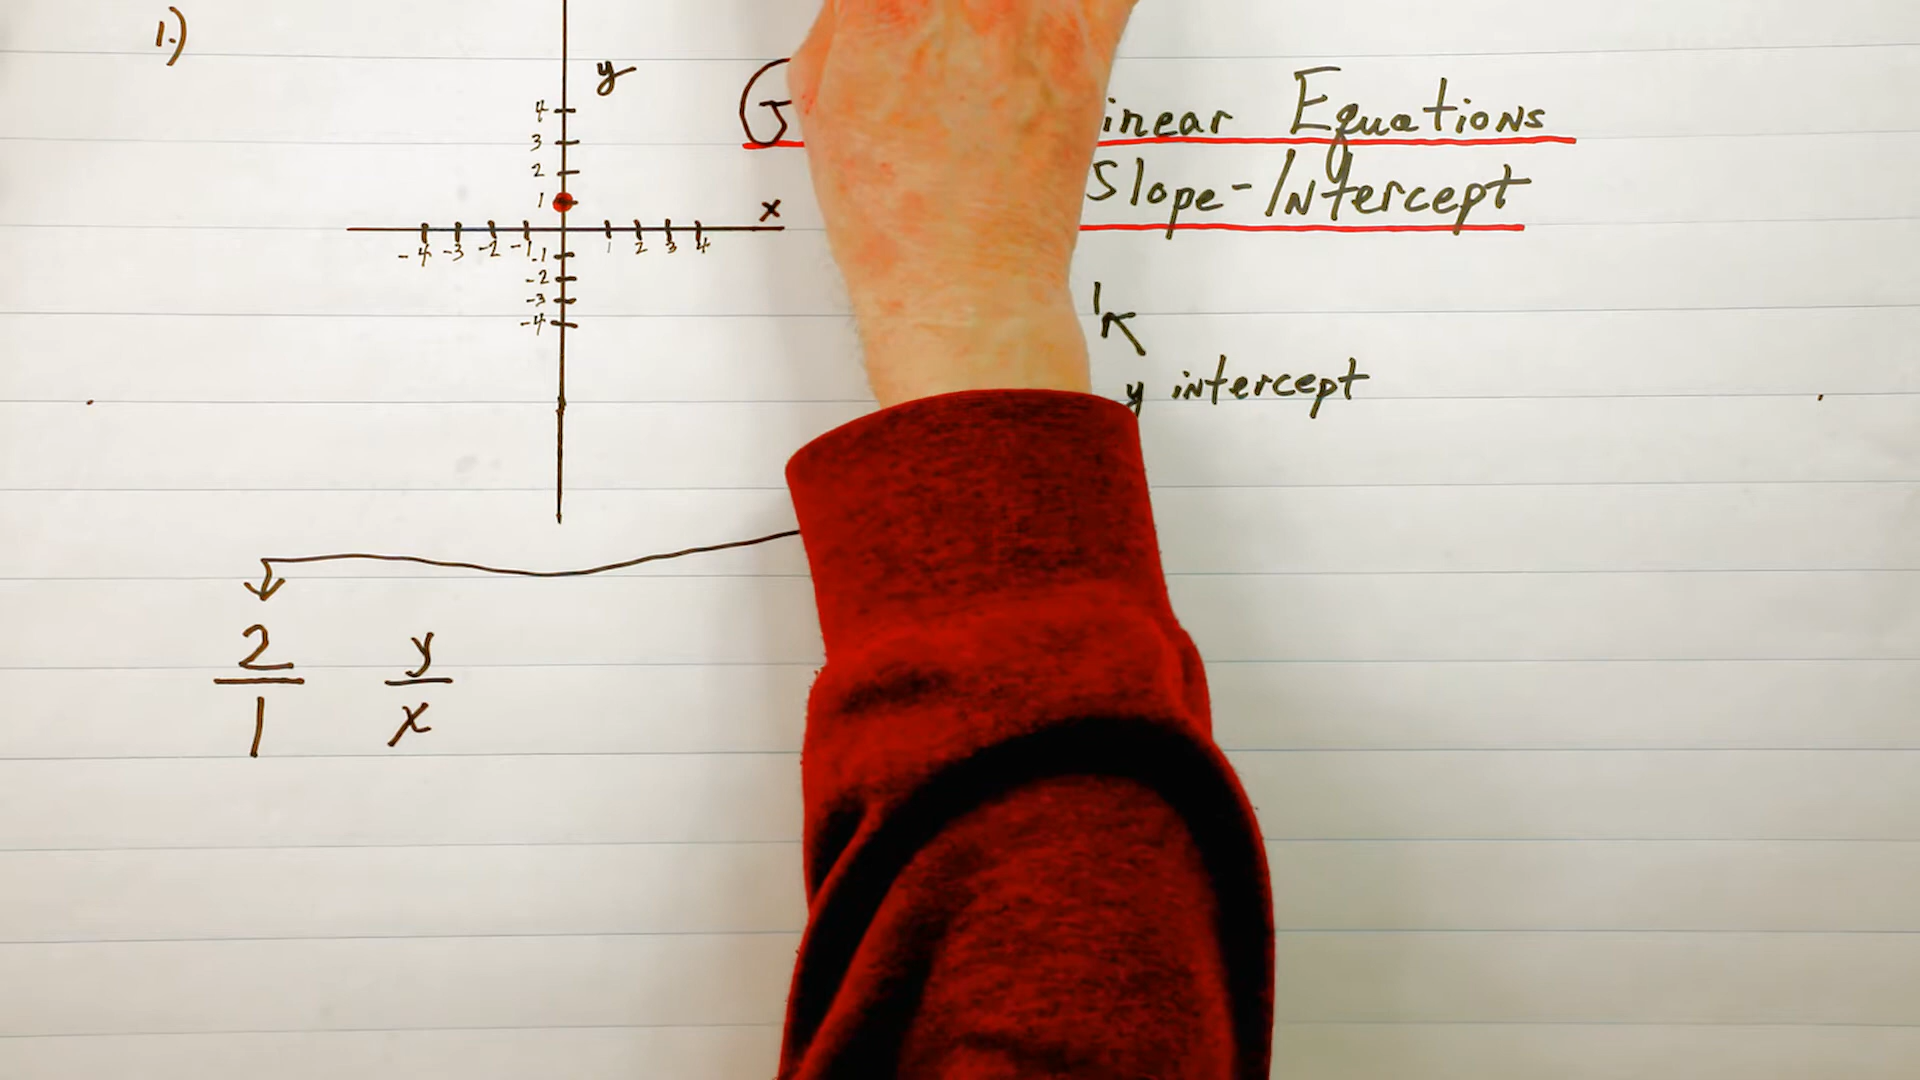 1.)
y
4
3
2
1
x
-4 -3 -2 -1 1 2 3 4
-1
-2
-3
-4
G inear Equations
Slope-Intercept
1
y intercept
2 y
1 x